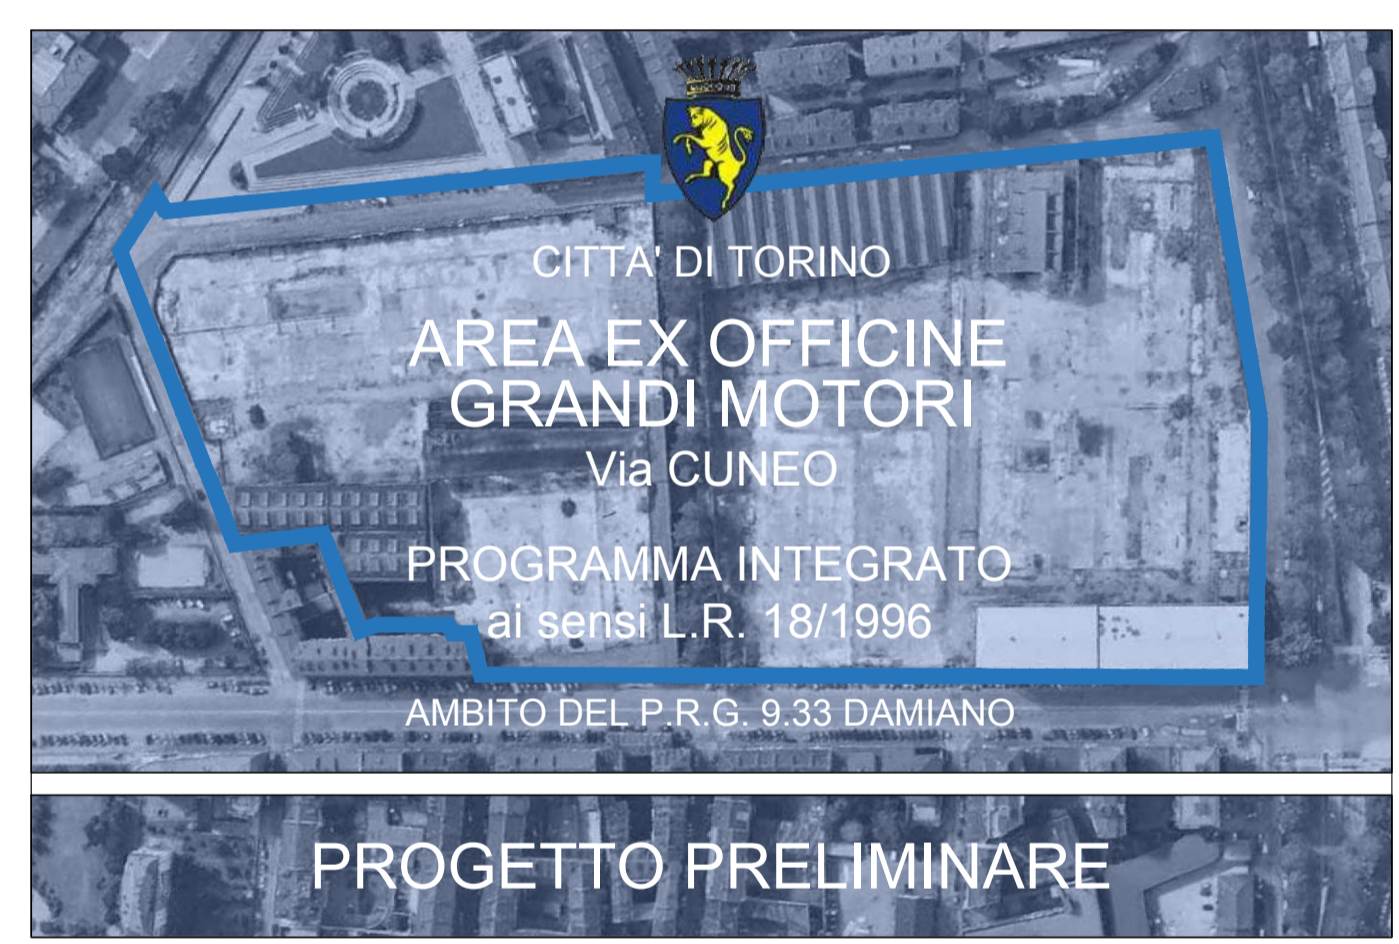 CITTA' DI TORINO
AREA EX OFFICINE
GRANDI MOTORI
Via CUNEO
PROGRAMMA INTEGRATO
ai sensi L.R. 18/1996
AMBITO DEL P.R.G. 9.33 DAMIANO
PROGETTO PRELIMINARE